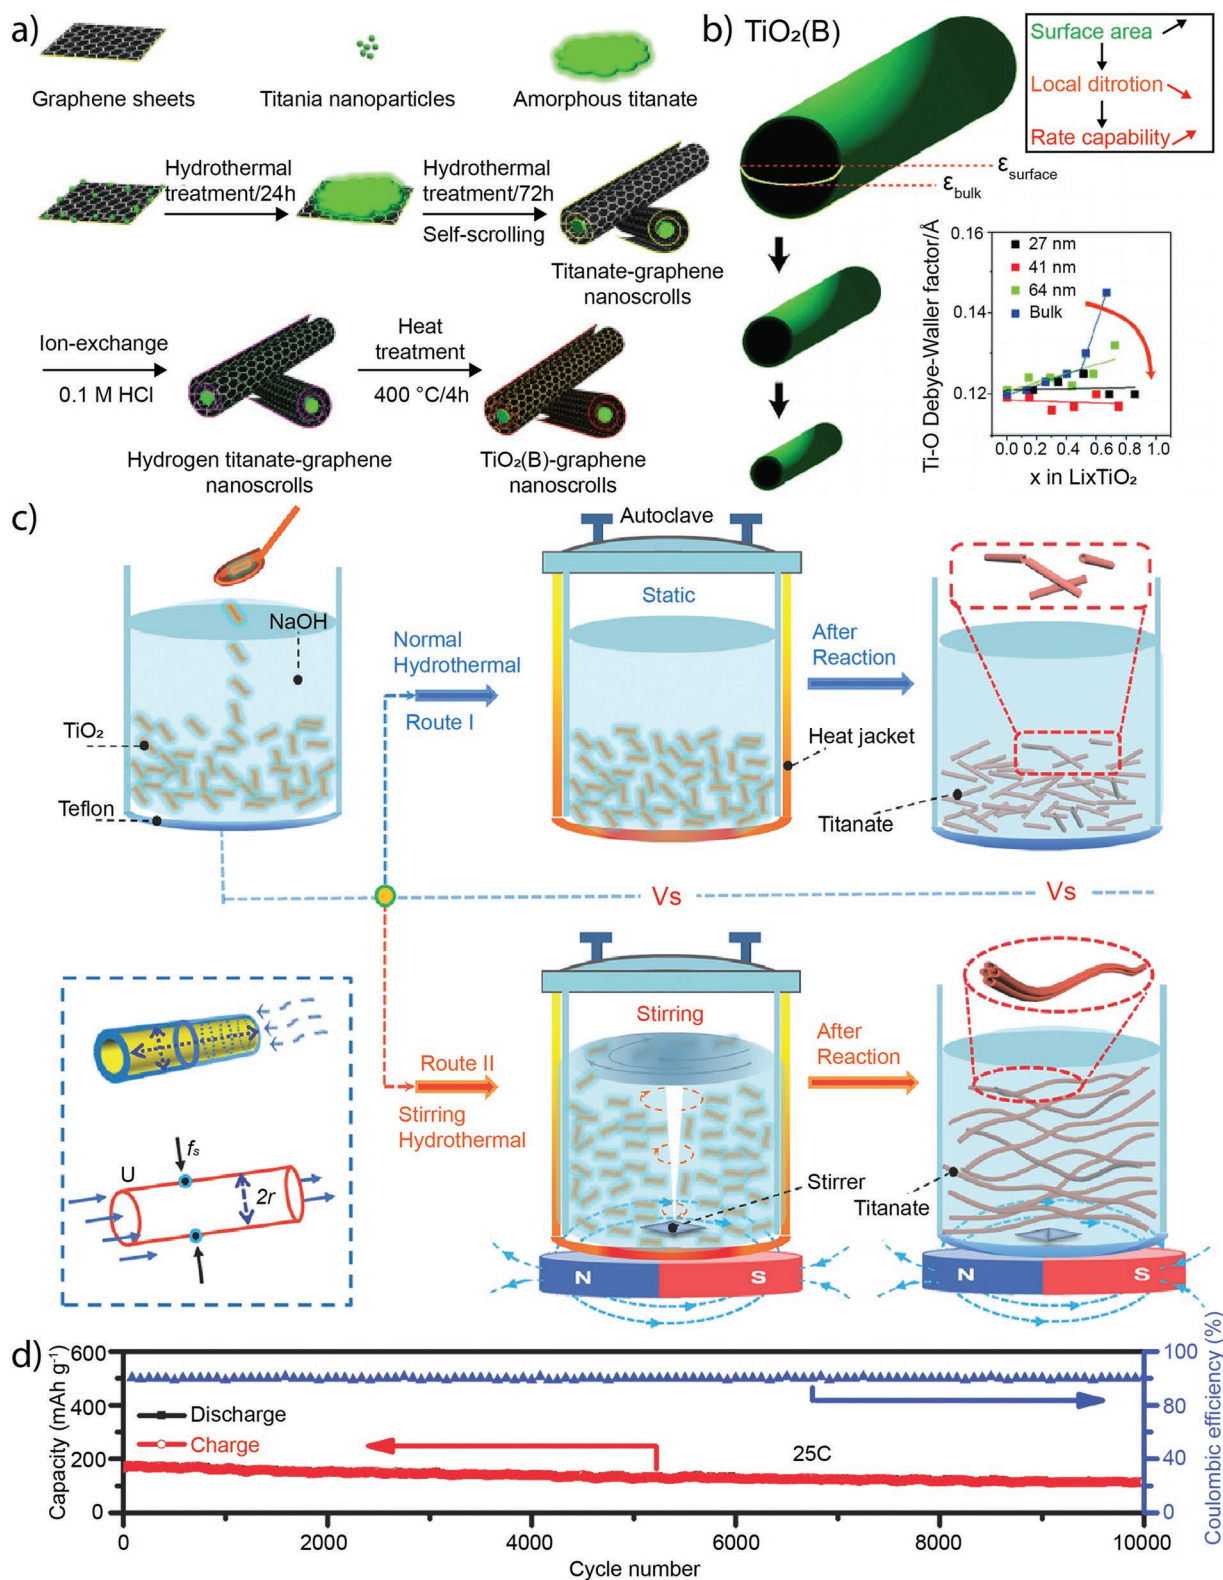 a)
Graphene sheets
Titania nanoparticles
Amorphous titanate
Hydrothermal
treatment/24h
Hydrothermal
treatment/72h
Self-scrolling
Titanate-graphene
nanoscrolls
Ion-exchange
0.1 M HCl
Heat
treatment
400 °C/4h
Hydrogen titanate-graphene
nanoscrolls
TiO₂(B)-graphene
nanoscrolls
b) TiO₂(B)
Surface area
Local ditrotion
Rate capability
εsurface
εbulk
Ti-O Debye-Waller factor/Å
0.16
0.14
0.12
27 nm
41 nm
64 nm
Bulk
0.0 0.2 0.4 0.6 0.8 1.0
x in LixTiO₂
c)
NaOH
TiO₂
Teflon
Normal
Hydrothermal
Route I
Autoclave
Static
After
Reaction
Heat jacket
Titanate
Vs
Vs
U
fs
2r
Route II
Stirring
Hydrothermal
Stirring
After
Reaction
Stirrer
Titanate
N
S
N
S
d)
Capacity (mAh g⁻¹)
600
400
200
0
Discharge
Charge
25C
100
80
40
0
Coulombic efficiency (%)
0 2000 4000 6000 8000 10000
Cycle number